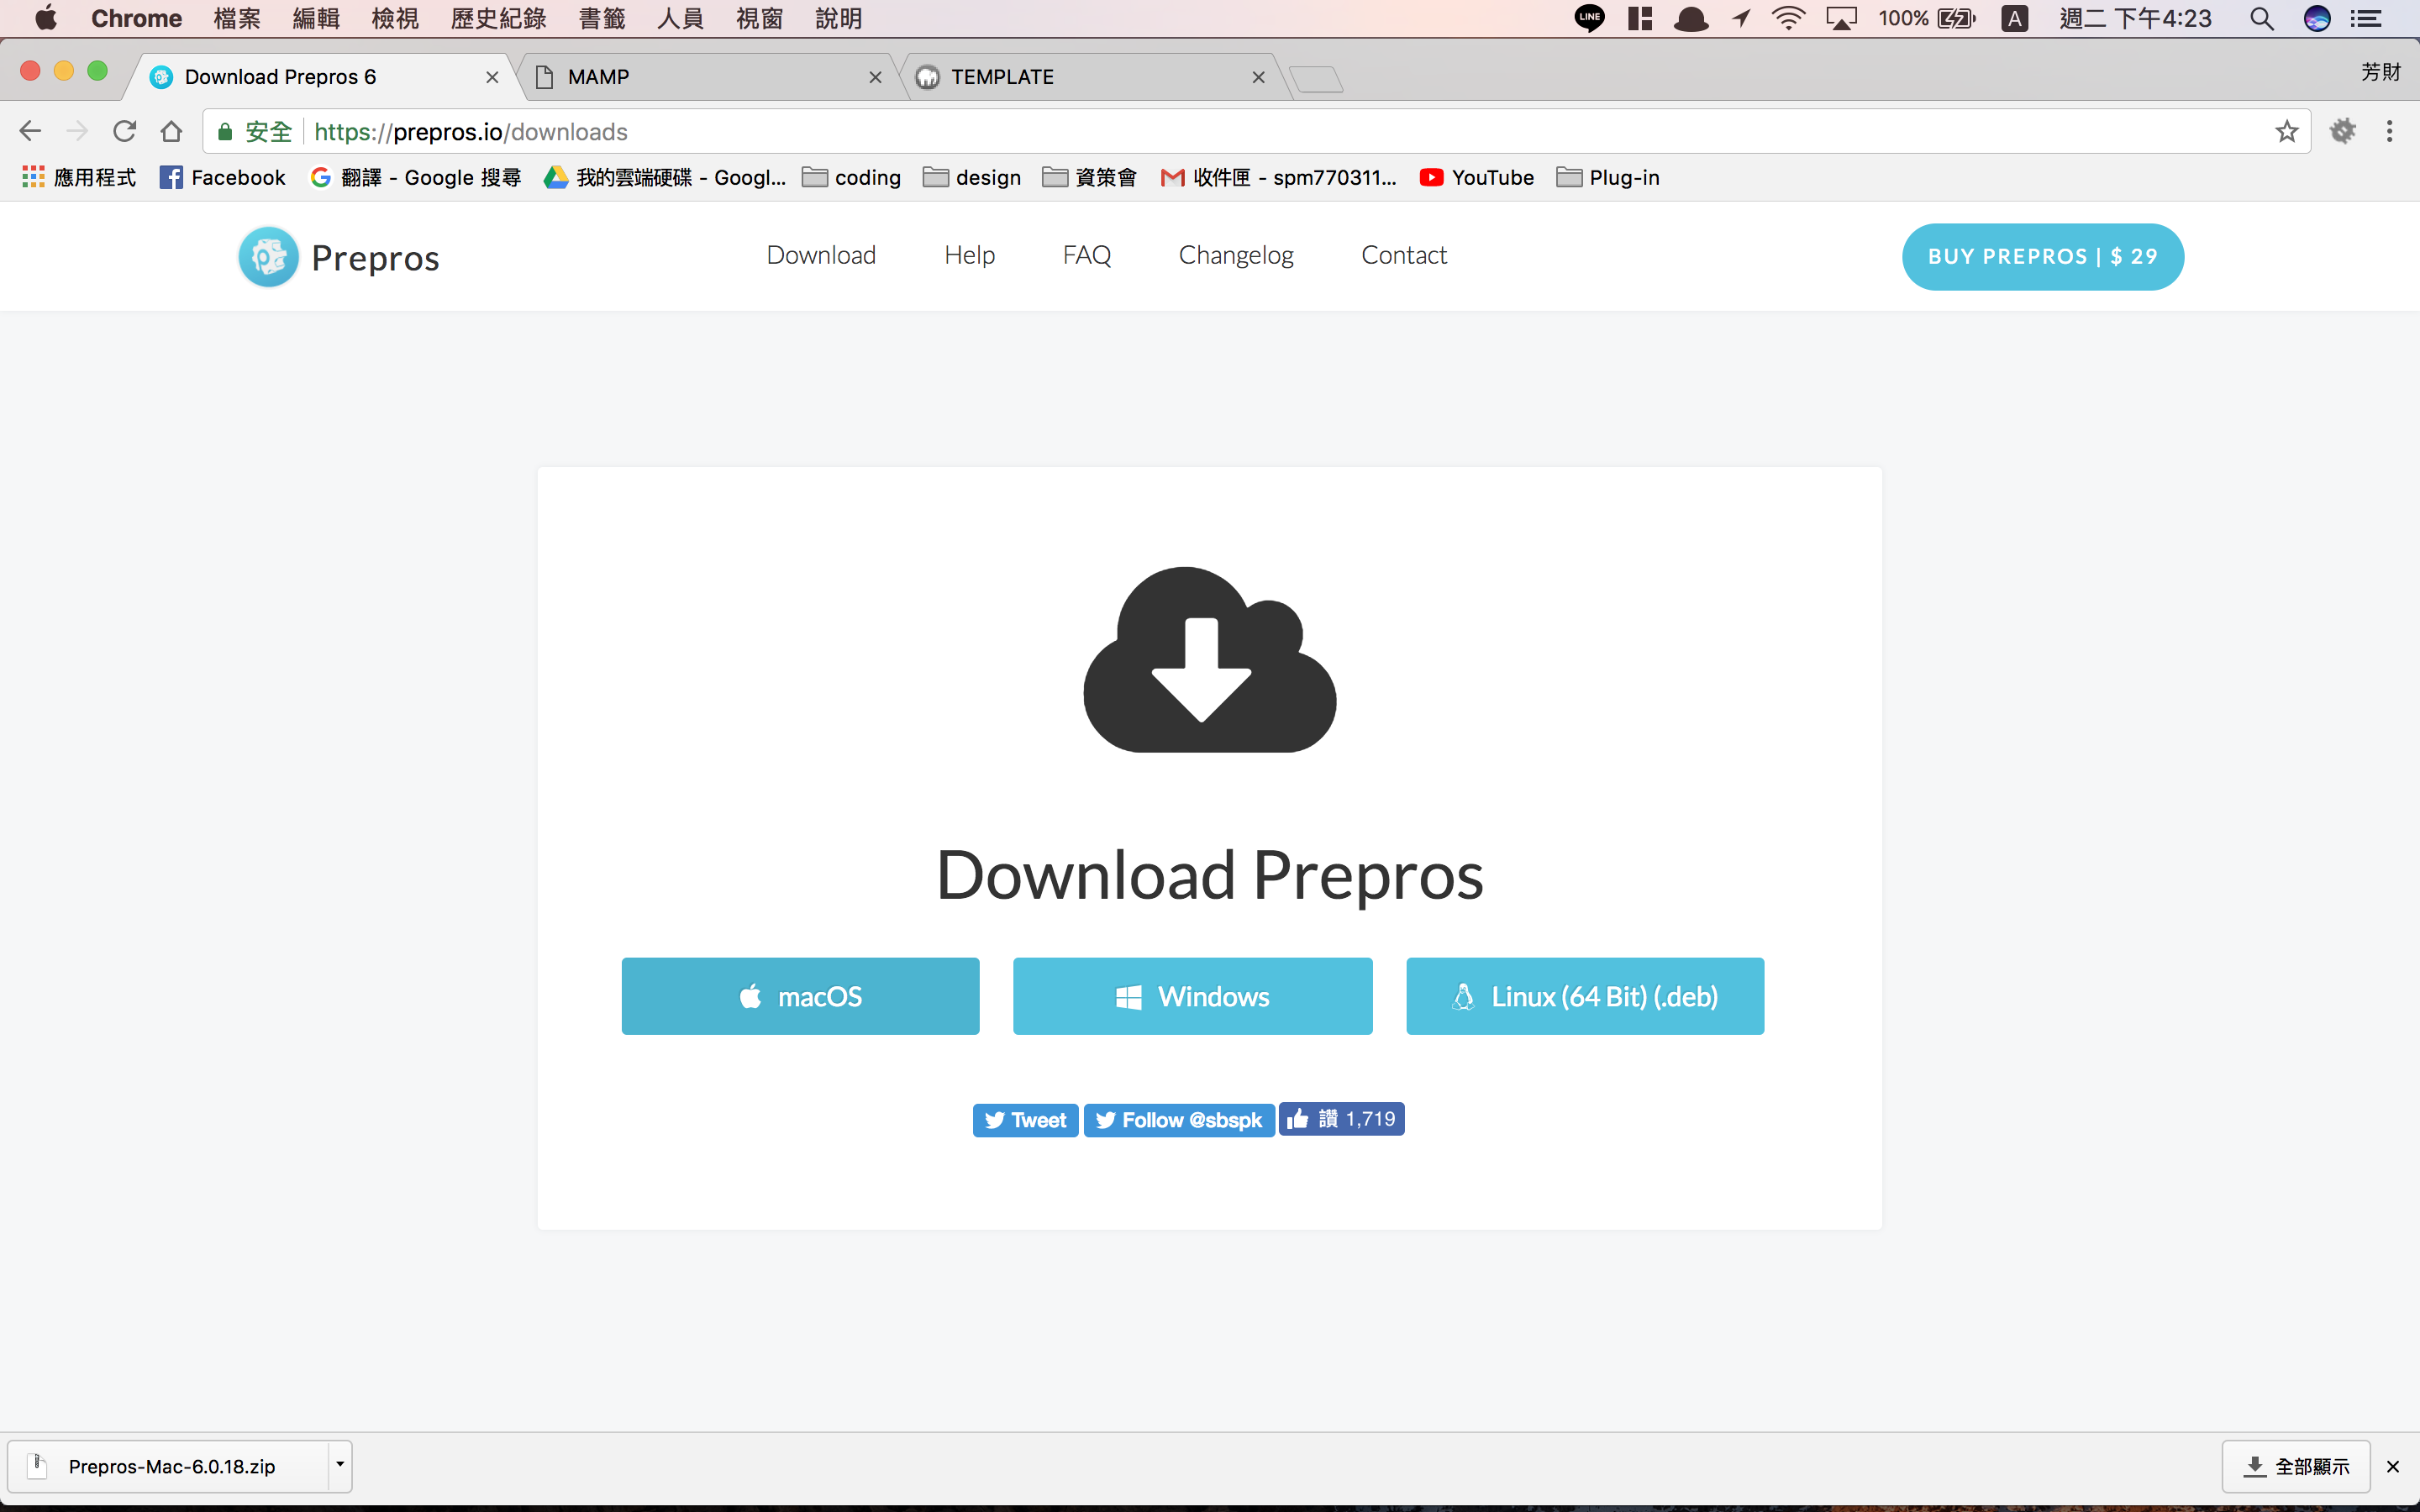 Chrome 檔案 編輯 檢視 歷史紀錄 書籤 人員 視窗 說明 LINE 100% A 週二 下午4:23
Download Prepros 6 MAMP TEMPLATE 芳財
安全 https://prepros.io/downloads
應用程式 Facebook 翻譯 - Google 搜尋 我的雲端硬碟 - Googl... coding design 資策會 收件匣 - spm770311... YouTube Plug-in
Prepros Download Help FAQ Changelog Contact BUY PREPROS | $ 29
Download Prepros
macOS Windows Linux (64 Bit) (.deb)
Tweet Follow @sbspk 讚 1,719
Prepros-Mac-6.0.18.zip 全部顯示